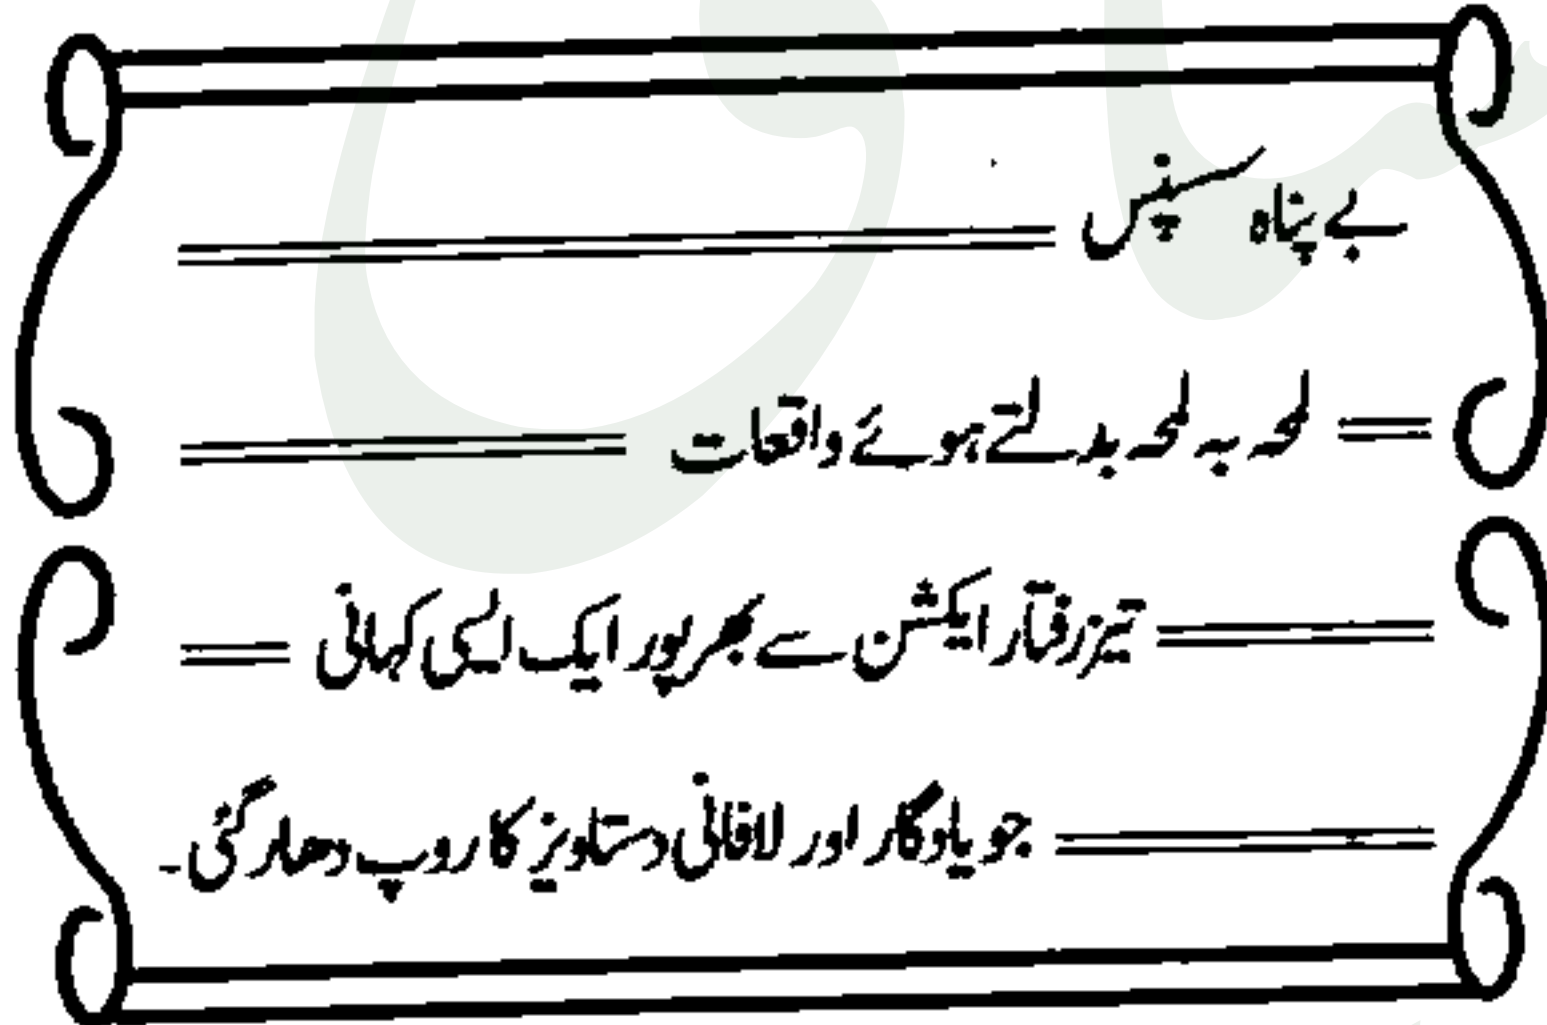 بے پناہ سسپنس
لمحہ بہ لمحہ بدلتے ہوئے واقعات
تیز رفتار ایکشن سے بھرپور ایک ایسی کہانی
جو یادگار اور لافانی دستاویز کا روپ دھار گئی۔